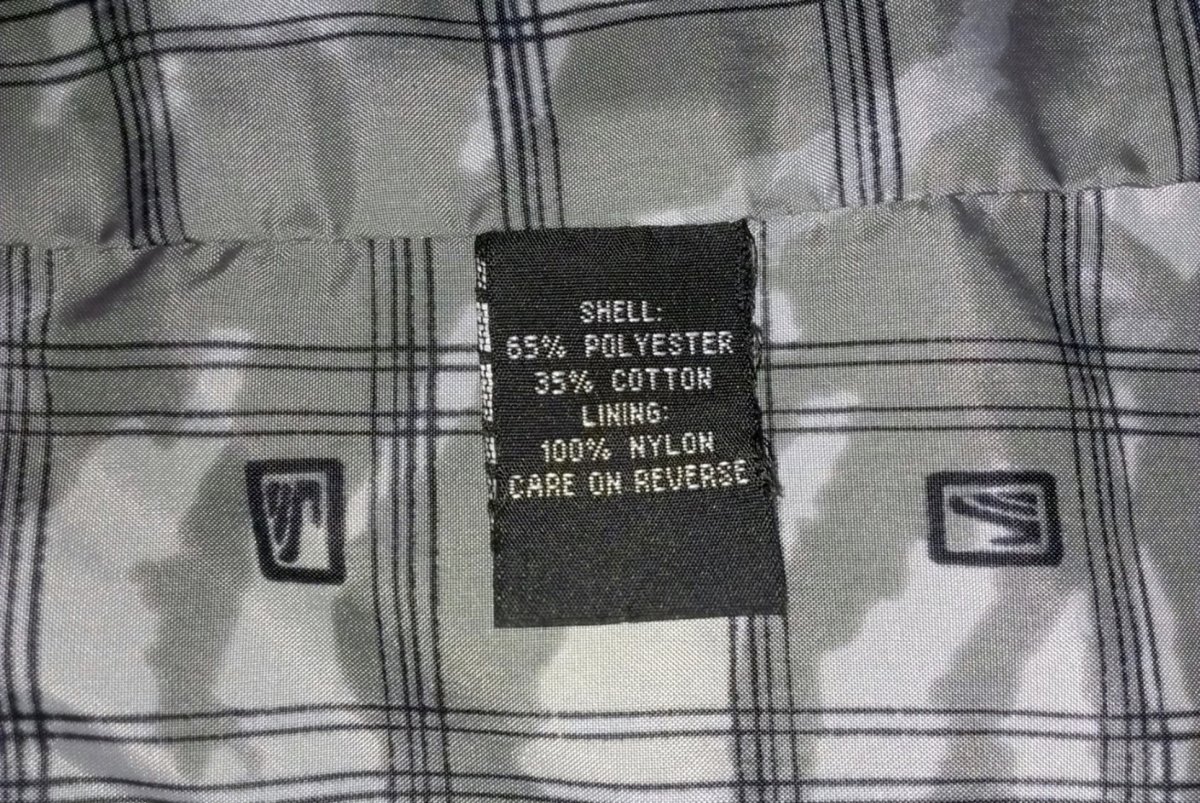 SHELL:
65% POLYESTER
35% COTTON
LINING:
100% NYLON
CARE ON REVERSE